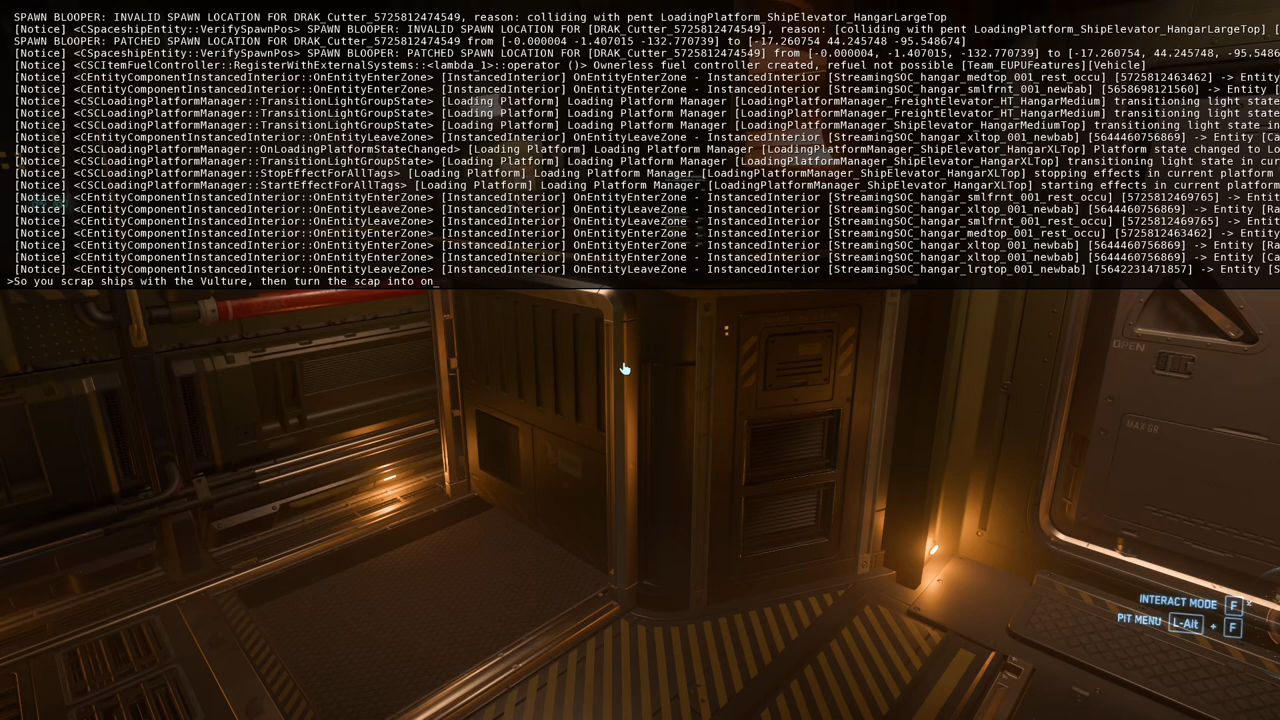 SPAWN BLOOPER: INVALID SPAWN LOCATION FOR DRAK_Cutter_5725812474549, reason: colliding with pent LoadingPlatform_ShipElevator_HangarLargeTop
[Notice] <CSpaceshipEntity::VerifySpawnPos> SPAWN BLOOPER: INVALID SPAWN LOCATION FOR [DRAK_Cutter_5725812474549], reason: [colliding with pent LoadingPlatform_ShipElevator_HangarLargeTop] [
SPAWN BLOOPER: PATCHED SPAWN LOCATION FOR DRAK_Cutter_5725812474549 from [-0.000004 -1.407015 -132.770739] to [-17.260754 44.245748 -95.548674]
[Notice] <CSpaceshipEntity::VerifySpawnPos> SPAWN BLOOPER: PATCHED SPAWN LOCATION FOR [DRAK_Cutter_5725812474549] from [-0.000004, -1.407015, -132.770739] to [-17.260754, 44.245748, -95.5486
[Notice] <CSCItemFuelController::RegisterWithExternalSystems::<lambda_1>::operator ()> Ownerless fuel controller created, refuel not possible [Team_EUPUFeatures][Vehicle]
[Notice] <CEntityComponentInstancedInterior::OnEntityEnterZone> [InstancedInterior] OnEntityEnterZone - InstancedInterior [StreamingSOC_hangar_medtop_001_rest_occu] [5725812463462] -> Entity
[Notice] <CEntityComponentInstancedInterior::OnEntityEnterZone> [InstancedInterior] OnEntityEnterZone - InstancedInterior [StreamingSOC_hangar_smlfrnt_001_newbab] [5658698121560] -> Entity [
[Notice] <CSCLoadingPlatformManager::TransitionLightGroupState> [Loading Platform] Loading Platform Manager [LoadingPlatformManager_FreightElevator_HT_HangarMedium] transitioning light state
[Notice] <CSCLoadingPlatformManager::TransitionLightGroupState> [Loading Platform] Loading Platform Manager [LoadingPlatformManager_FreightElevator_HT_HangarMedium] transitioning light state
[Notice] <CSCLoadingPlatformManager::TransitionLightGroupState> [Loading Platform] Loading Platform Manager [LoadingPlatformManager_ShipElevator_HangarMediumTop] transitioning light state in
[Notice] <CEntityComponentInstancedInterior::OnEntityLeaveZone> [InstancedInterior] OnEntityLeaveZone - InstancedInterior [StreamingSOC_hangar_xltop_001_newbab] [5644460756869] -> Entity [Ca
[Notice] <CSCLoadingPlatformManager::OnLoadingPlatformStateChanged> [Loading Platform] Loading Platform Manager [LoadingPlatformManager_ShipElevator_HangarXLTop] Platform state changed to Lo
[Notice] <CSCLoadingPlatformManager::TransitionLightGroupState> [Loading Platform] Loading Platform Manager [LoadingPlatformManager_ShipElevator_HangarXLTop] transitioning light state in cur
[Notice] <CSCLoadingPlatformManager::StopEffectForAllTags> [Loading Platform] Loading Platform Manager [LoadingPlatformManager_ShipElevator_HangarXLTop] stopping effects in current platform
[Notice] <CSCLoadingPlatformManager::StartEffectForAllTags> [Loading Platform] Loading Platform Manager [LoadingPlatformManager_ShipElevator_HangarXLTop] starting effects in current platform
[Notice] <CEntityComponentInstancedInterior::OnEntityEnterZone> [InstancedInterior] OnEntityEnterZone - InstancedInterior [StreamingSOC_hangar_smlfrnt_001_rest_occu] [5725812469765] -> Entit
[Notice] <CEntityComponentInstancedInterior::OnEntityLeaveZone> [InstancedInterior] OnEntityLeaveZone - InstancedInterior [StreamingSOC_hangar_xltop_001_newbab] [5644460756869] -> Entity [Ca
[Notice] <CEntityComponentInstancedInterior::OnEntityLeaveZone> [InstancedInterior] OnEntityLeaveZone - InstancedInterior [StreamingSOC_hangar_smlfrnt_001_rest_occu] [5725812469765] -> Entit
[Notice] <CEntityComponentInstancedInterior::OnEntityEnterZone> [InstancedInterior] OnEntityEnterZone - InstancedInterior [StreamingSOC_hangar_medtop_001_rest_occu] [5725812463462] -> Entity
[Notice] <CEntityComponentInstancedInterior::OnEntityEnterZone> [InstancedInterior] OnEntityEnterZone - InstancedInterior [StreamingSOC_hangar_xltop_001_newbab] [5644460756869] -> Entity [Ra
[Notice] <CEntityComponentInstancedInterior::OnEntityEnterZone> [InstancedInterior] OnEntityEnterZone - InstancedInterior [StreamingSOC_hangar_xltop_001_newbab] [5644460756869] -> Entity [Ca
[Notice] <CEntityComponentInstancedInterior::OnEntityLeaveZone> [InstancedInterior] OnEntityLeaveZone - InstancedInterior [StreamingSOC_hangar_lrgtop_001_newbab] [5642231471857] -> Entity [S
>So you scrap ships with the Vulture, then turn the scap into on_
OPEN
MAX GR
INTERACT MODE F
PIT MENU L-Alt + F